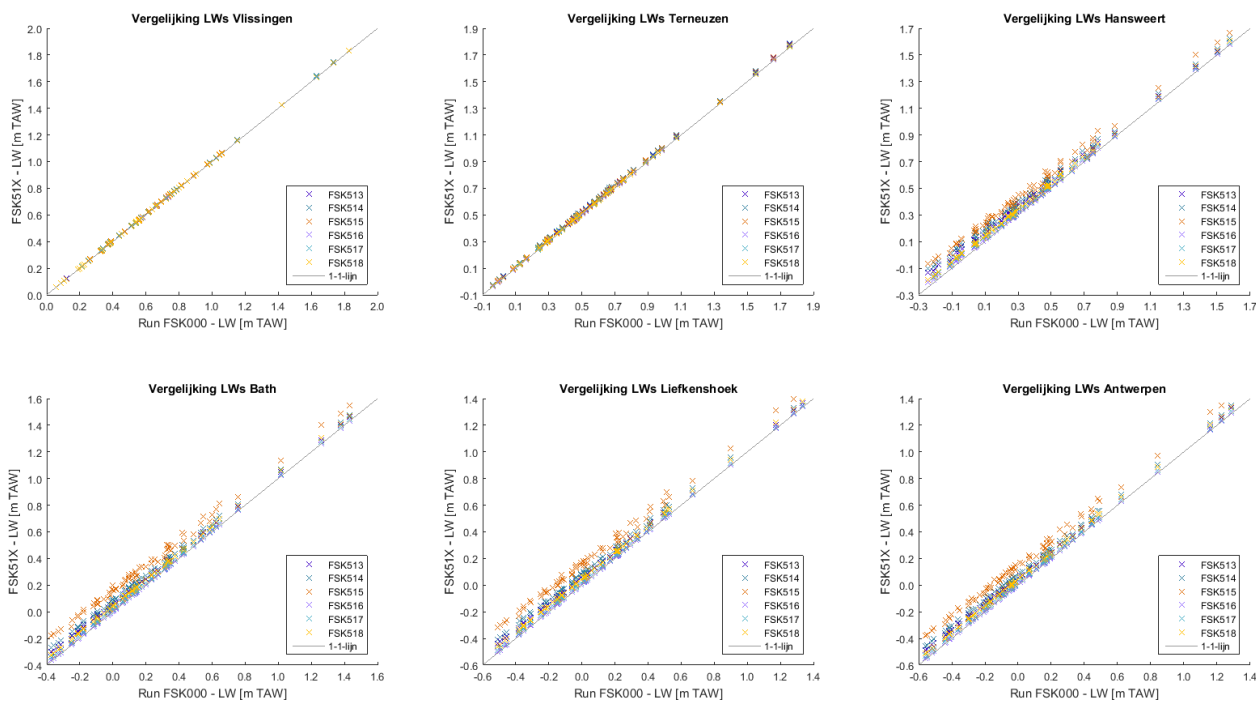 Vergelijking LWs Vlissingen
FSK51X - LW [m TAW]
2.0
1.8
1.6
1.4
1.2
1.0
0.8
0.6
0.4
0.2
0.0
0.0 0.2 0.4 0.6 0.8 1.0 1.2 1.4 1.6 1.8 2.0
Run FSK000 - LW [m TAW]
FSK513
FSK514
FSK515
FSK516
FSK517
FSK518
1-1-lijn
Vergelijking LWs Terneuzen
FSK51X - LW [m TAW]
1.9
1.7
1.5
1.3
1.1
0.9
0.7
0.5
0.3
0.1
-0.1
-0.1 0.1 0.3 0.5 0.7 0.9 1.1 1.3 1.5 1.7 1.9
Run FSK000 - LW [m TAW]
FSK513
FSK514
FSK515
FSK516
FSK517
FSK518
1-1-lijn
Vergelijking LWs Hansweert
FSK51X - LW [m TAW]
1.7
1.5
1.3
1.1
0.9
0.7
0.5
0.3
0.1
-0.1
-0.3
-0.3 -0.1 0.1 0.3 0.5 0.7 0.9 1.1 1.3 1.5 1.7
Run FSK000 - LW [m TAW]
FSK513
FSK514
FSK515
FSK516
FSK517
FSK518
1-1-lijn
Vergelijking LWs Bath
FSK51X - LW [m TAW]
1.6
1.4
1.2
1.0
0.8
0.6
0.4
0.2
0.0
-0.2
-0.4
-0.4 -0.2 0.0 0.2 0.4 0.6 0.8 1.0 1.2 1.4 1.6
Run FSK000 - LW [m TAW]
FSK513
FSK514
FSK515
FSK516
FSK517
FSK518
1-1-lijn
Vergelijking LWs Liefkenshoek
FSK51X - LW [m TAW]
1.4
1.2
1.0
0.8
0.6
0.4
0.2
0.0
-0.2
-0.4
-0.6
-0.6 -0.4 -0.2 0.0 0.2 0.4 0.6 0.8 1.0 1.2 1.4
Run FSK000 - LW [m TAW]
FSK513
FSK514
FSK515
FSK516
FSK517
FSK518
1-1-lijn
Vergelijking LWs Antwerpen
FSK51X - LW [m TAW]
1.4
1.2
1.0
0.8
0.6
0.4
0.2
0.0
-0.2
-0.4
-0.6
-0.6 -0.4 -0.2 0.0 0.2 0.4 0.6 0.8 1.0 1.2 1.4
Run FSK000 - LW [m TAW]
FSK513
FSK514
FSK515
FSK516
FSK517
FSK518
1-1-lijn